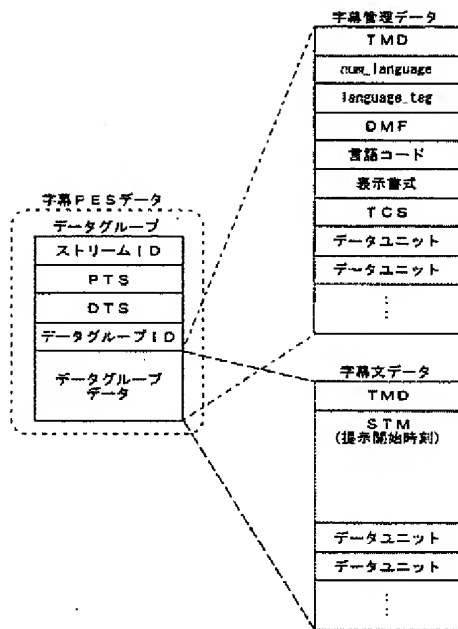 字幕PESデータ
データグループ
ストリームID
PTS
DTS
データグループID
データグループ
データ
字幕管理データ
TMD
num_language
language_tag
DMF
言語コード
表示書式
TCS
データユニット
データユニット
⋮
字幕文データ
TMD
STM
(提示開始時刻)
データユニット
データユニット
⋮